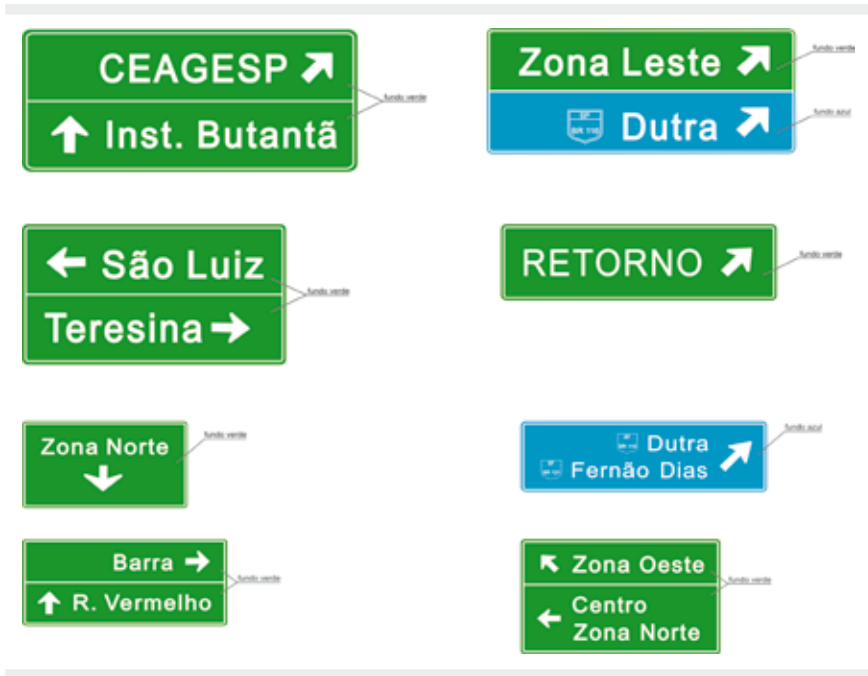 CEAGESP
Inst. Butantã
fundo verde
Zona Leste
fundo verde
BR 116
Dutra
fundo azul
São Luiz
Teresina
fundo verde
RETORNO
fundo verde
Zona Norte
fundo verde
Dutra
Fernão Dias
fundo azul
Barra
R. Vermelho
fundo verde
Zona Oeste
Centro
Zona Norte
fundo verde